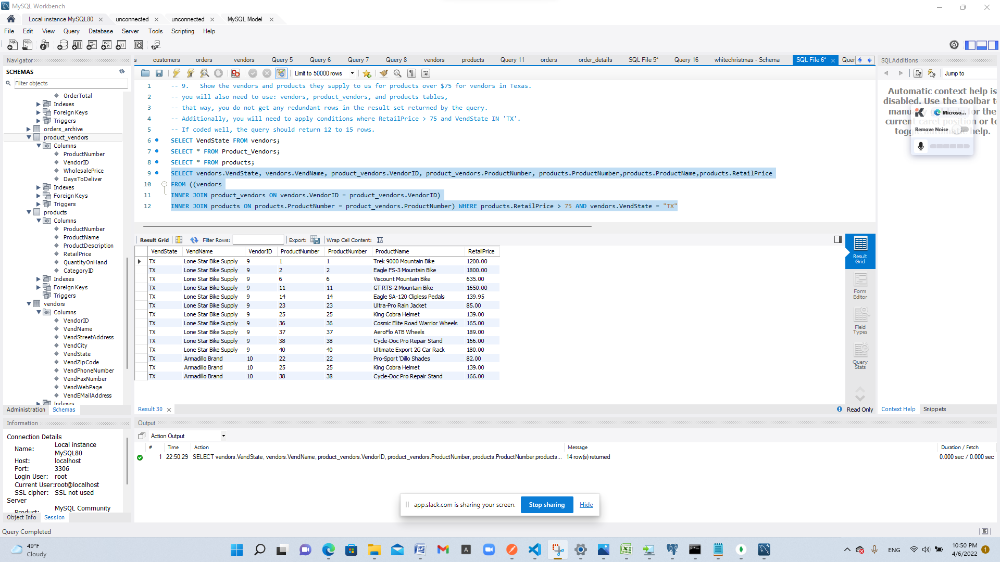 MySQL Workbench
Local instance MySQL80
unconnected
unconnected
MySQL Model
File Edit View Query Database Server Tools Scripting Help
Navigator
SCHEMAS
Filter objects
OrderTotal
Indexes
Foreign Keys
Triggers
orders_archive
product_vendors
Columns
ProductNumber
VendorID
WholesalePrice
DaysToDeliver
Indexes
Foreign Keys
Triggers
products
Columns
ProductNumber
ProductName
ProductDescription
RetailPrice
QuantityOnHand
CategoryID
Indexes
Foreign Keys
Triggers
vendors
Columns
VendorID
VendName
VendStreetAddress
VendCity
VendState
VendZipCode
VendPhoneNumber
VendFaxNumber
VendWebPage
VendEMailAddress
Indexes
Administration Schemas
Information
Connection Details
Name: Local instance MySQL80
Host: localhost
Port: 3306
Login User: root
Current User: root@localhost
SSL cipher: SSL not used
Server
Product: MySQL Community
Object Info Session
Query Completed
s customers orders vendors Query 5 Query 6 Query 7 Query 8 vendors products Query 11 orders order_details SQL File 5* Query 16 whitechristmas - Schema SQL File 6* Quer
Limit to 50000 rows
1 -- 9. Show the vendors and products they supply to us for products over $75 for vendors in Texas.
2 -- you will also need to use: vendors, product_vendors, and products tables,
3 -- that way, you do not get any redundant rows in the result set returned by the query.
4 -- Additionally, you will need to apply conditions where RetailPrice > 75 and VendState IN 'TX'.
5 -- If coded well, the query should return 12 to 15 rows.
6 SELECT VendState FROM vendors;
7 SELECT * FROM Product_Vendors;
8 SELECT * FROM products;
9 SELECT vendors.VendState, vendors.VendName, product_vendors.VendorID, product_vendors.ProductNumber, products.ProductNumber,products.ProductName,products.RetailPrice
10 FROM ((vendors
11 INNER JOIN product_vendors ON vendors.VendorID = product_vendors.VendorID)
12 INNER JOIN products ON products.ProductNumber = product_vendors.ProductNumber) WHERE products.RetailPrice > 75 AND vendors.VendState = "TX"
Result Grid Filter Rows: Export: Wrap Cell Content:
VendState VendName VendorID ProductNumber ProductNumber ProductName RetailPrice
TX Lone Star Bike Supply 9 1 1 Trek 9000 Mountain Bike 1200.00
TX Lone Star Bike Supply 9 2 2 Eagle FS-3 Mountain Bike 1800.00
TX Lone Star Bike Supply 9 6 6 Viscount Mountain Bike 635.00
TX Lone Star Bike Supply 9 11 11 GT RTS-2 Mountain Bike 1650.00
TX Lone Star Bike Supply 9 14 14 Eagle SA-120 Clipless Pedals 139.95
TX Lone Star Bike Supply 9 23 23 Ultra-Pro Rain Jacket 85.00
TX Lone Star Bike Supply 9 25 25 King Cobra Helmet 139.00
TX Lone Star Bike Supply 9 36 36 Cosmic Elite Road Warrior Wheels 165.00
TX Lone Star Bike Supply 9 37 37 AeroFlo ATB Wheels 189.00
TX Lone Star Bike Supply 9 38 38 Cycle-Doc Pro Repair Stand 166.00
TX Lone Star Bike Supply 9 40 40 Ultimate Export 2G Car Rack 180.00
TX Armadillo Brand 10 22 22 Pro-Sport 'Dillo Shades 82.00
TX Armadillo Brand 10 25 25 King Cobra Helmet 139.00
TX Armadillo Brand 10 38 38 Cycle-Doc Pro Repair Stand 166.00
Result Grid
Form Editor
Field Types
Query Stats
Result 30
Read Only
Output
Action Output
# Time Action Message Duration / Fetch
1 22:50:29 SELECT vendors.VendState, vendors.VendName, product_vendors.VendorID, product_vendors.ProductNumber, products.ProductNumber,products... 14 row(s) returned 0.000 sec / 0.000 sec
SQLAdditions
Jump to
Automatic context help is
disabled. Use the toolbar t
manu for the
current caret position or to
togg help.
Microso...
Remove Noise
Context Help Snippets
app.slack.com is sharing your screen. Stop sharing Hide
49°F
Cloudy
ENG
10:50 PM
4/6/2022
1